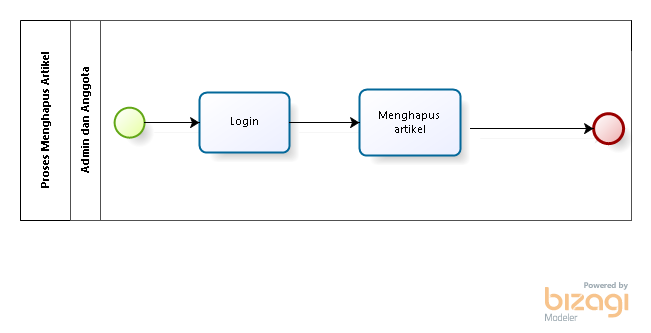 Proses Menghapus Artikel
Admin dan Anggota
Login
Menghapus
artikel
Powered by
bizagi
Modeler